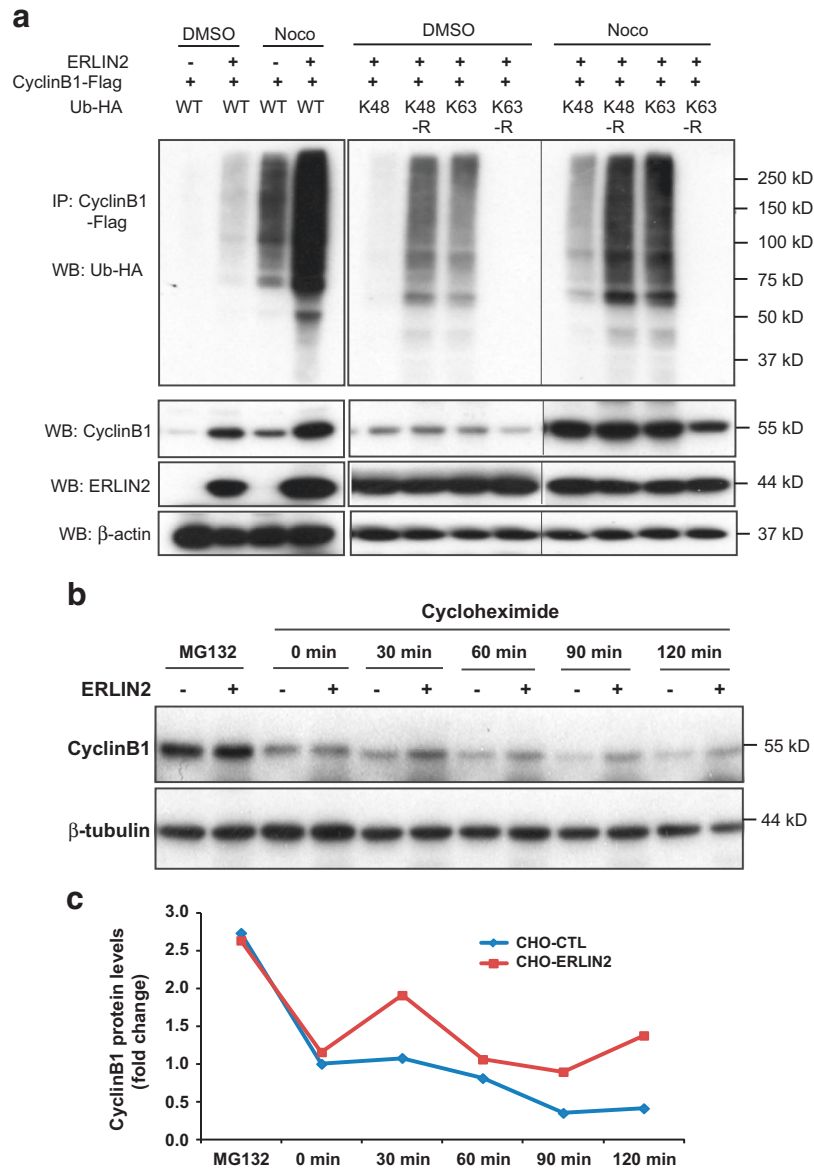 a
DMSO Noco DMSO Noco
ERLIN2 - + - + + + + + + + + +
CyclinB1-Flag + + + + + + + + + + + +
Ub-HA WT WT WT WT K48 K48 K63 K63 K48 K48 K63 K63
-R -R -R -R
IP: CyclinB1
-Flag
WB: Ub-HA
250 kD
150 kD
100 kD
75 kD
50 kD
37 kD
WB: CyclinB1 55 kD
WB: ERLIN2 44 kD
WB: β-actin 37 kD
b
Cycloheximide
MG132 0 min 30 min 60 min 90 min 120 min
ERLIN2 - + - + - + - + - + - +
CyclinB1 55 kD
β-tubulin 44 kD
c
CyclinB1 protein levels
(fold change)
3.0
2.5
2.0
1.5
1.0
0.5
0.0
CHO-CTL
CHO-ERLIN2
MG132 0 min 30 min 60 min 90 min 120 min